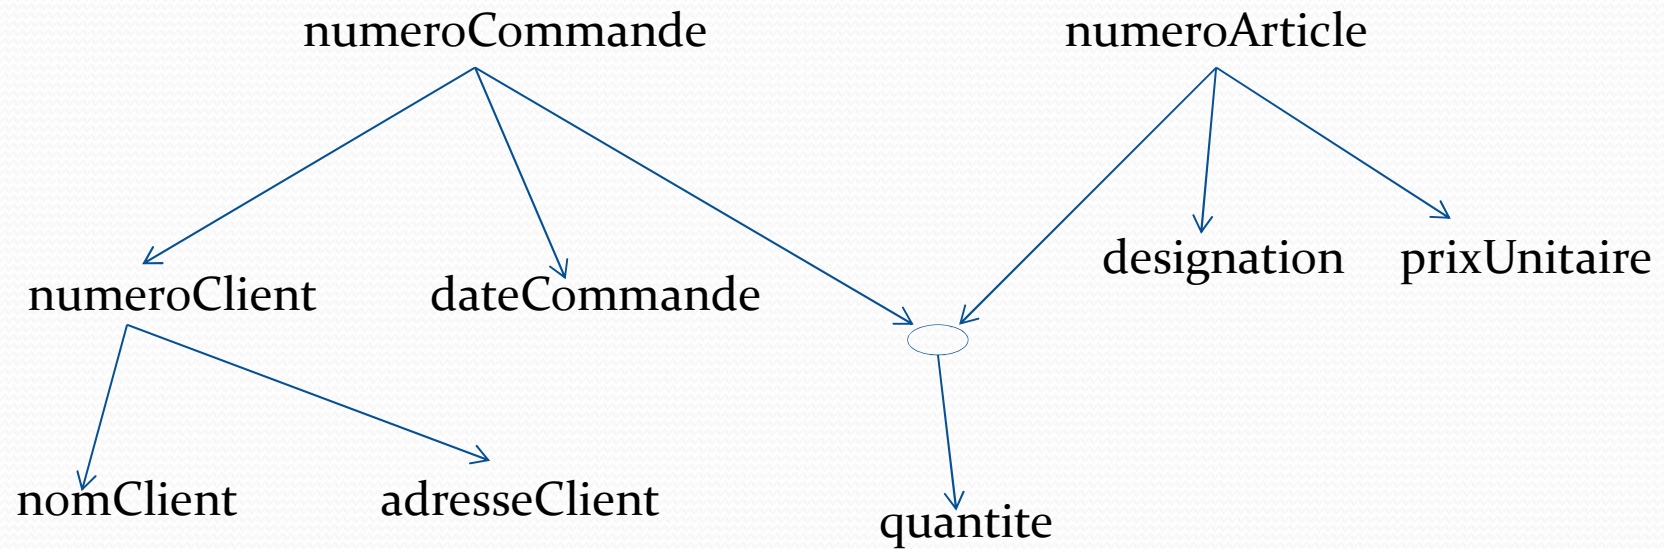 numeroCommande
numeroArticle
designation
prixUnitaire
numeroClient
dateCommande
nomClient
adresseClient
quantite